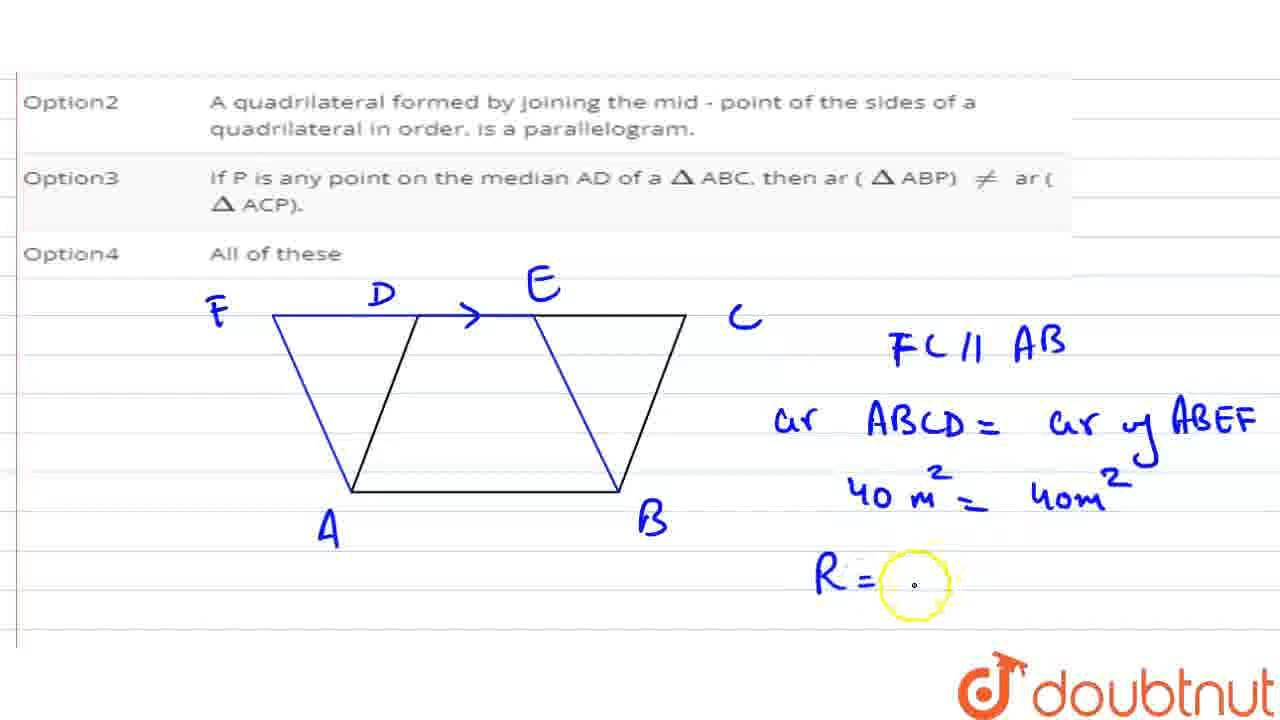 Option2 A quadrilateral formed by joining the mid - point of the sides of a
quadrilateral in order, is a parallelogram.
Option3 If P is any point on the median AD of a Δ ABC, then ar ( Δ ABP) ≠ ar (
Δ ACP).
Option4 All of these
F D E C
FC // AB
ar ABCD = ar of ABEF
40 m² = 40m²
A B
R =
doubtnut